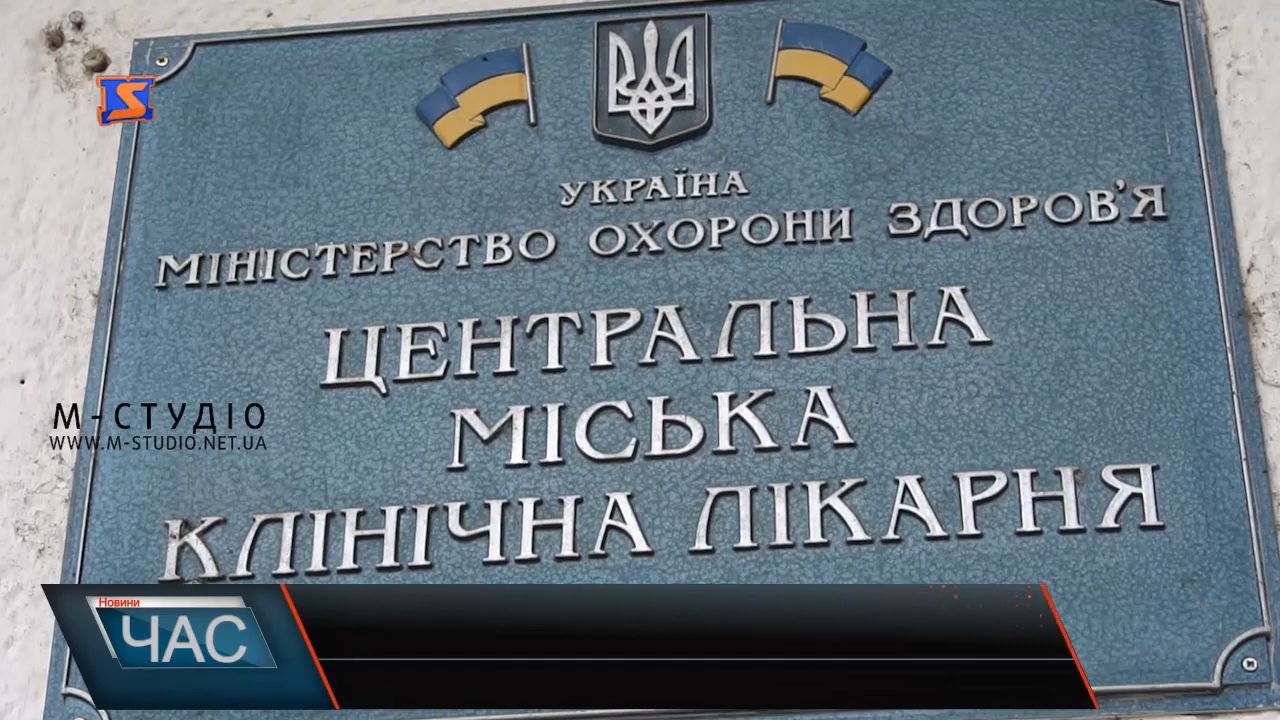 УКРАЇНА
МІНІСТЕРСТВО ОХОРОНИ ЗДОРОВ'Я
ЦЕНТРАЛЬНА
МІСЬКА
КЛІНІЧНА ЛІКАРНЯ
М-СТУДІО
WWW.M-STUDIO.NET.UA
Новини
ЧАС